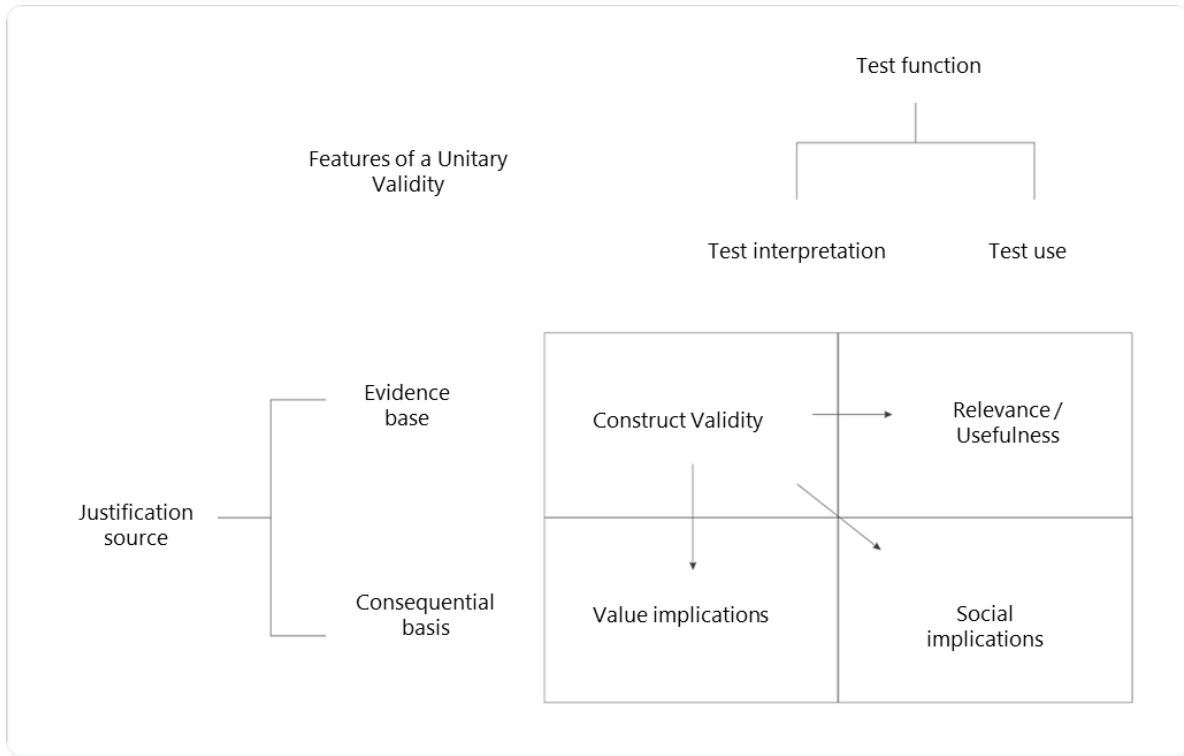 Test function
Features of a Unitary
Validity
Test interpretation
Test use
Evidence
base
Construct Validity
Relevance /
Usefulness
Justification
source
Consequential
basis
Value implications
Social
implications